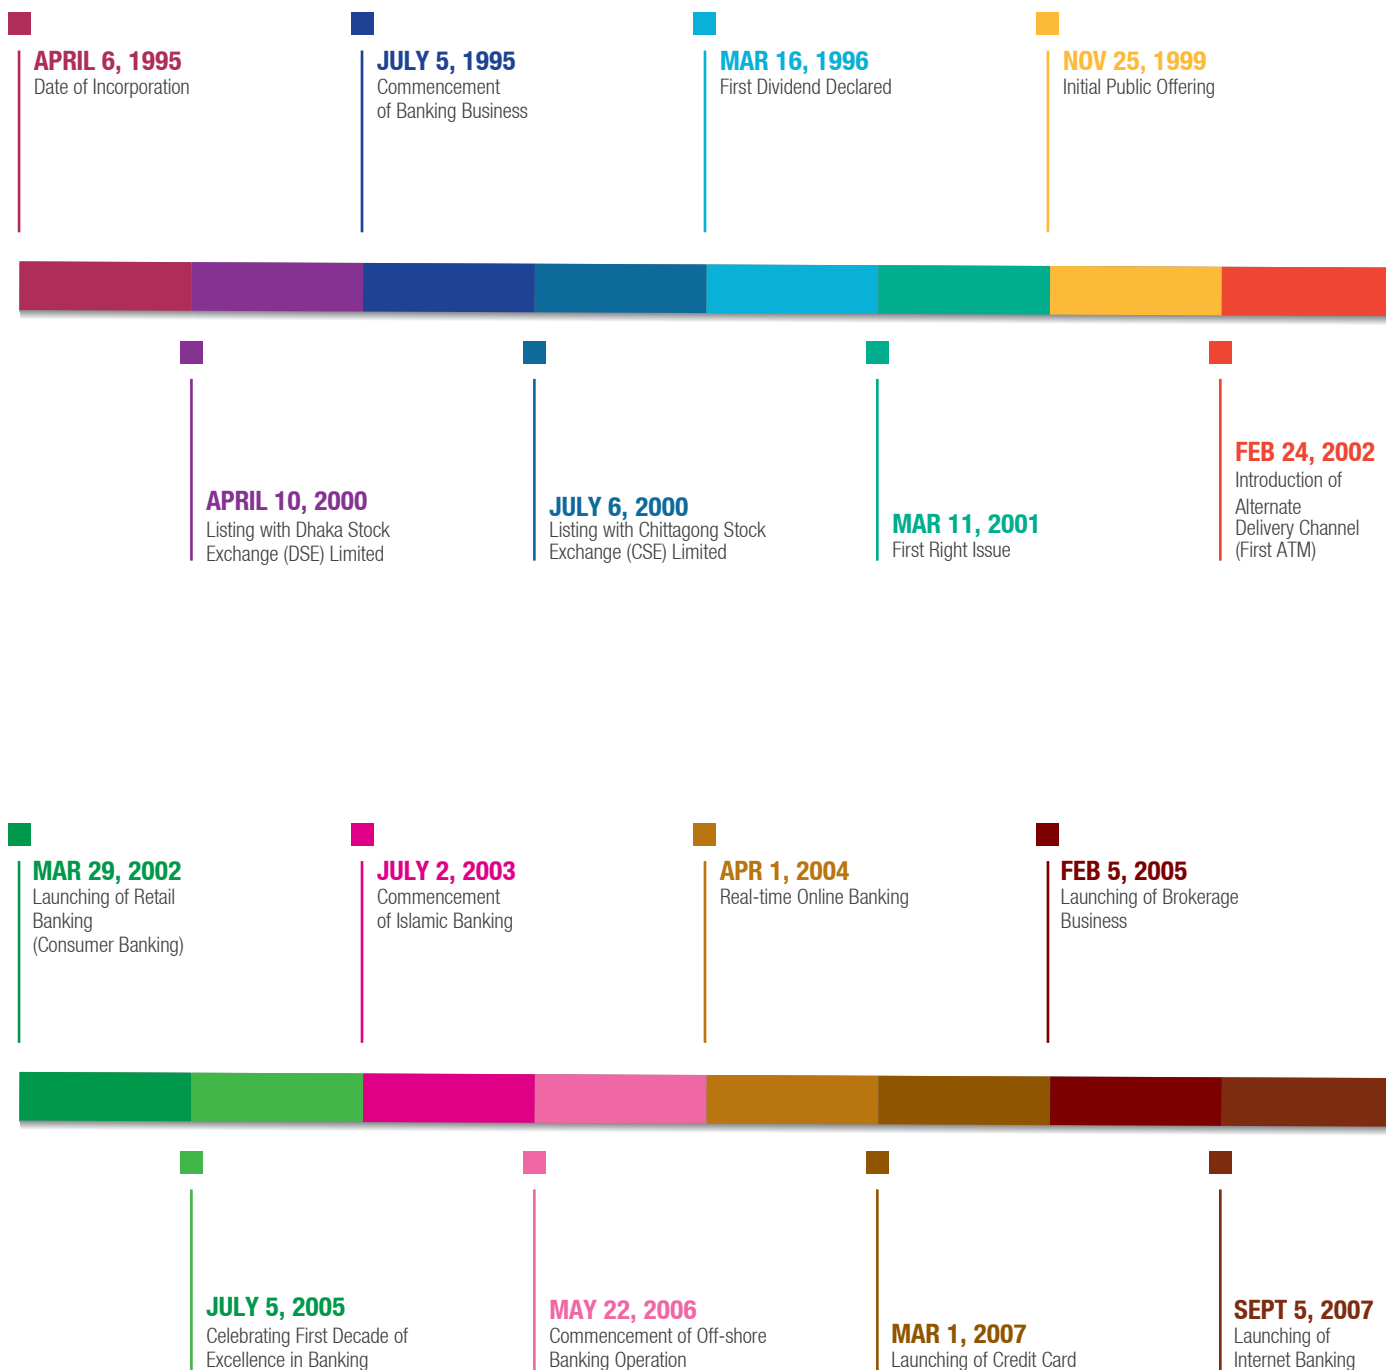 APRIL 6, 1995
Date of Incorporation
JULY 5, 1995
Commencement
of Banking Business
MAR 16, 1996
First Dividend Declared
NOV 25, 1999
Initial Public Offering
APRIL 10, 2000
Listing with Dhaka Stock
Exchange (DSE) Limited
JULY 6, 2000
Listing with Chittagong Stock
Exchange (CSE) Limited
MAR 11, 2001
First Right Issue
FEB 24, 2002
Introduction of
Alternate
Delivery Channel
(First ATM)
MAR 29, 2002
Launching of Retail
Banking
(Consumer Banking)
JULY 2, 2003
Commencement
of Islamic Banking
APR 1, 2004
Real-time Online Banking
FEB 5, 2005
Launching of Brokerage
Business
JULY 5, 2005
Celebrating First Decade of
Excellence in Banking
MAY 22, 2006
Commencement of Off-shore
Banking Operation
MAR 1, 2007
Launching of Credit Card
SEPT 5, 2007
Launching of
Internet Banking